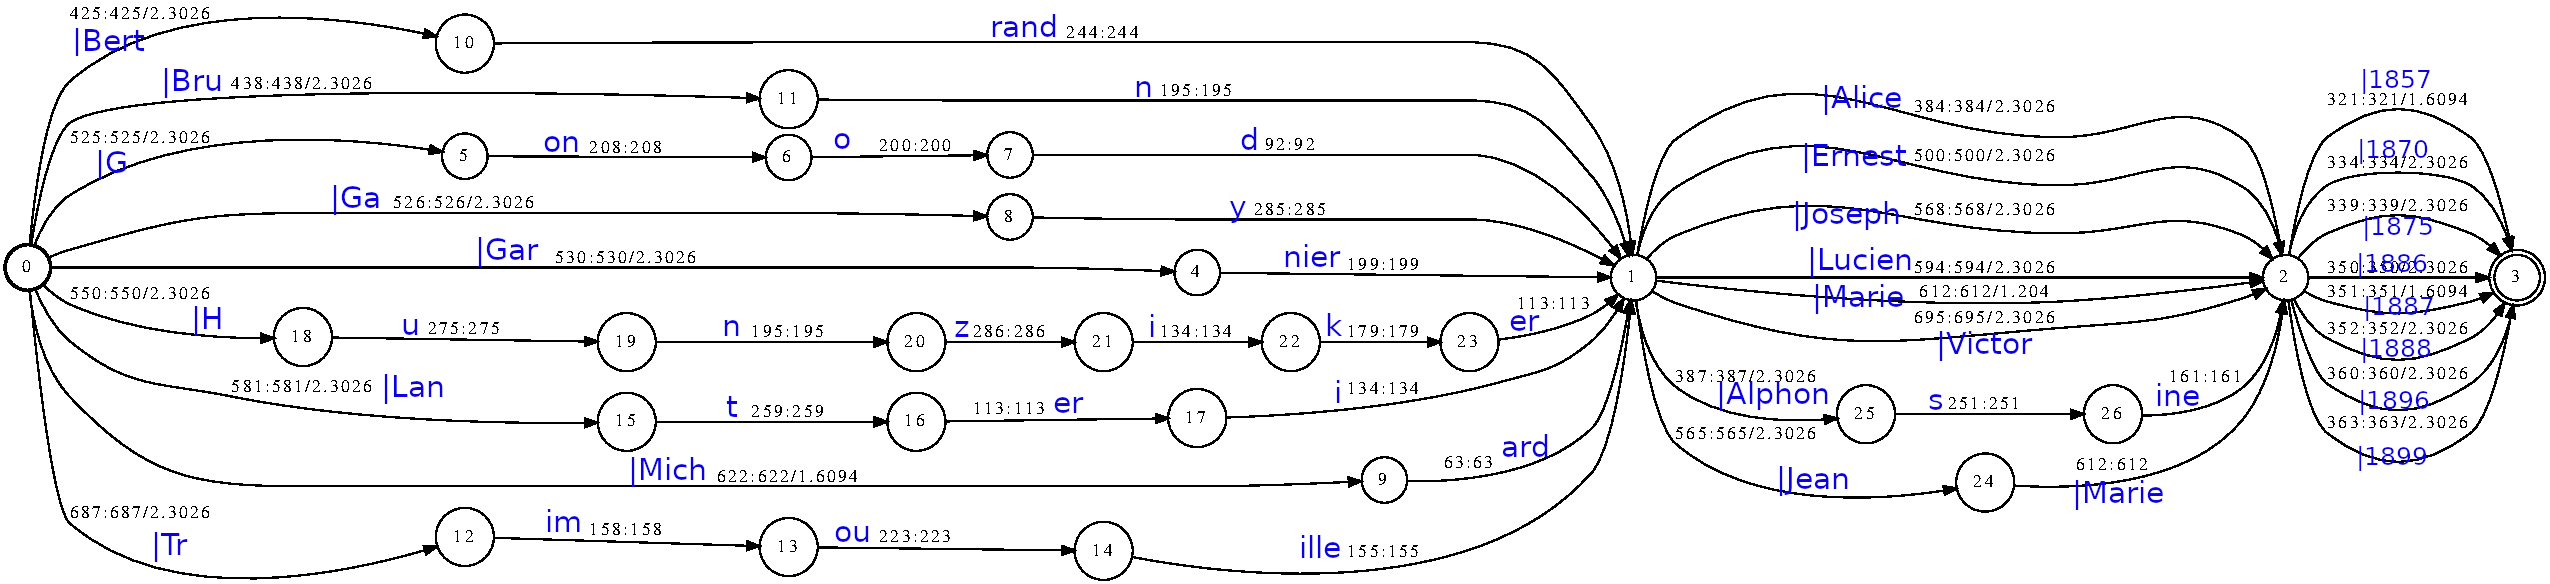 425:425/2.3026
|Bert
10
rand 244:244
|Bru 438:438/2.3026
11
n 195:195
525:525/2.3026
|G
5
on 208:208
6
o 200:200
7
d 92:92
|Ga 526:526/2.3026
8
y 285:285
0
|Gar 530:530/2.3026
4
nier 199:199
550:550/2.3026
|H
18
u 275:275
19
n 195:195
20
z 286:286
21
i 134:134
22
k 179:179
23
113:113
er
581:581/2.3026 |Lan
15
t 259:259
16
113:113 er
17
i 134:134
|Mich 622:622/1.6094
9
63:63 ard
687:687/2.3026
|Tr
12
im 158:158
13
ou 223:223
14
ille 155:155
1
|Alice 384:384/2.3026
|Ernest 500:500/2.3026
|Joseph 568:568/2.3026
|Lucien 594:594/2.3026
|Marie 612:612/1.204
695:695/2.3026
|Victor
387:387/2.3026
|Alphon
25
s 251:251
26
161:161
ine
565:565/2.3026
|Jean
24
612:612
|Marie
2
|1857
321:321/1.6094
|1870
334:334/2.3026
339:339/2.3026
|1875
|1886
350:350/2.3026
351:351/1.6094
|1887
352:352/2.3026
|1888
360:360/2.3026
|1896
363:363/2.3026
|1899
3